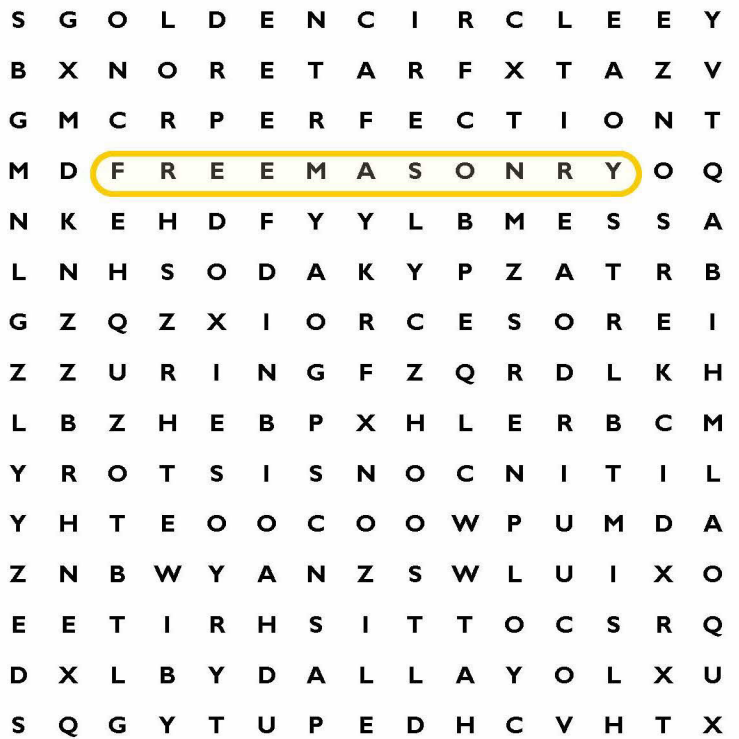 S G O L D E N C I R C L E E Y
B X N O R E T A R F X T A Z V
G M C R P E R F E C T I O N T
M D F R E E M A S O N R Y O Q
N K E H D F Y Y L B M E S S A
L N H S O D A K Y P Z A T R B
G Z Q Z X I O R C E S O R E I
Z Z U R I N G F Z Q R D L K H
L B Z H E B P X H L E R B C M
Y R O T S I S N O C N I T I L
Y H T E O O C O O W P U M D A
Z N B W Y A N Z S W L U I X O
E E T I R H S I T T O C S R Q
D X L B Y D A L L A Y O L X U
S Q G Y T U P E D H C V H T X